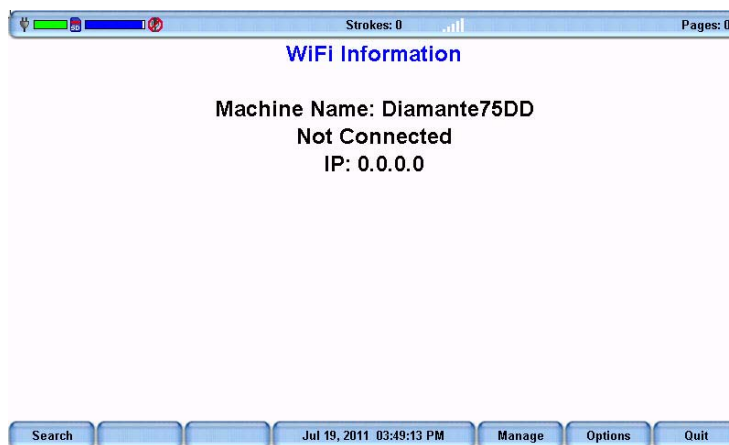 Strokes: 0 Pages: 0
WiFi Information
Machine Name: Diamante75DD
Not Connected
IP: 0.0.0.0
Search Jul 19, 2011 03:49:13 PM Manage Options Quit